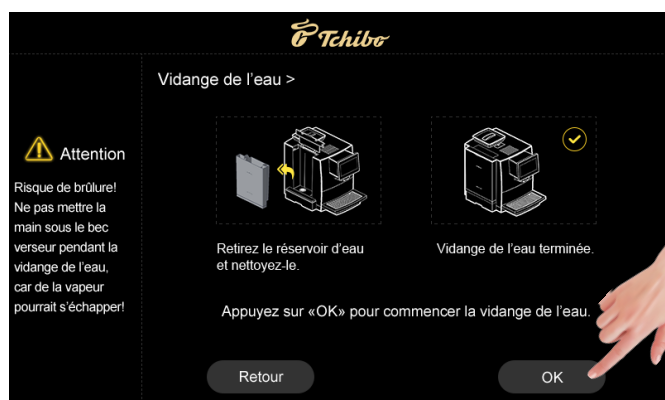 Tchibo
Vidange de l'eau >
Attention
Risque de brûlure!
Ne pas mettre la
main sous le bec
verseur pendant la
vidange de l'eau,
car de la vapeur
pourrait s'échapper!
Retirez le réservoir d'eau
et nettoyez-le.
Vidange de l'eau terminée.
Appuyez sur «OK» pour commencer la vidange de l'eau.
Retour
OK